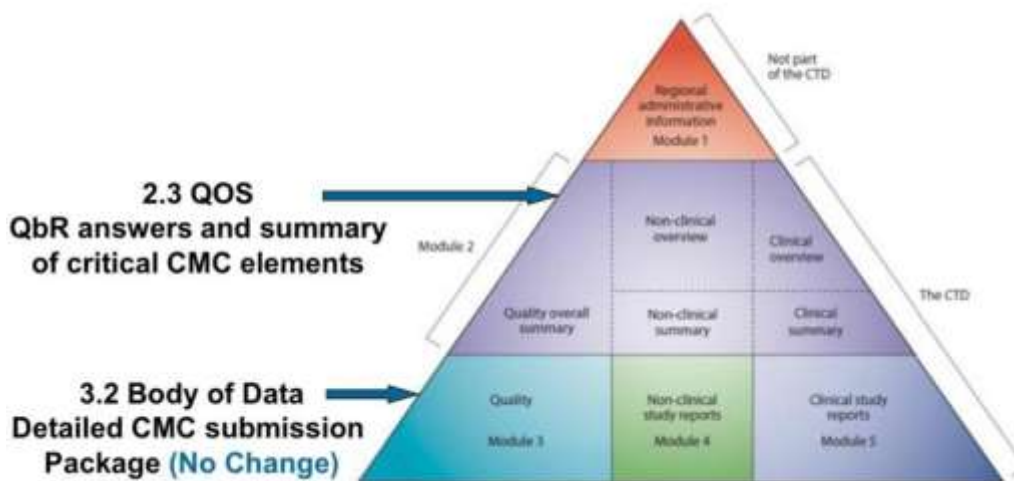 Not part
of the CTD
Regional
administrative
information
Module 1
2.3 QOS
QbR answers and summary
of critical CMC elements
Module 2
Non-clinical
overview
Clinical
overview
The CTD
Quality overall
summary
Non-clinical
summary
Clinical
summary
3.2 Body of Data
Detailed CMC submission
Package (No Change)
Quality
Module 3
Non-clinical
study reports
Module 4
Clinical study
reports
Module 5